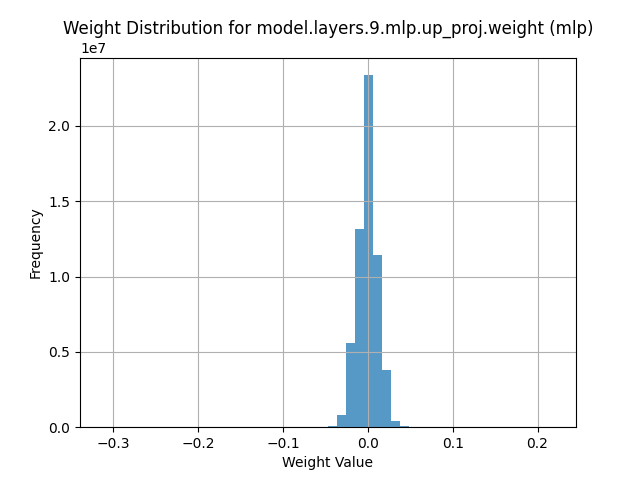 Weight Distribution for model.layers.9.mlp.up_proj.weight (mlp)
1e7
2.0
1.5
1.0
0.5
0.0
Frequency
−0.3 −0.2 −0.1 0.0 0.1 0.2
Weight Value